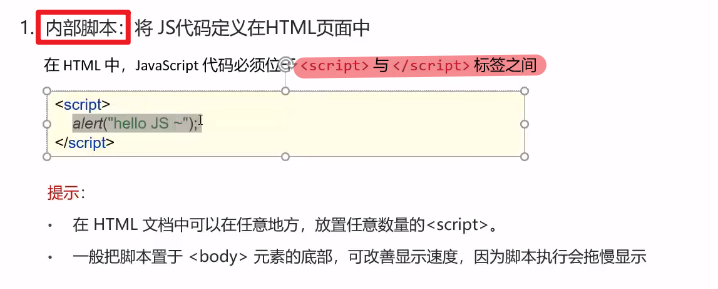 1. 内部脚本：将 JS代码定义在HTML页面中
在 HTML 中，JavaScript 代码必须位 <script> 与 </script> 标签之间
<script>
alert("hello JS ~");
</script>
提示：
• 在 HTML 文档中可以在任意地方，放置任意数量的<script>。
• 一般把脚本置于 <body> 元素的底部，可改善显示速度，因为脚本执行会拖慢显示